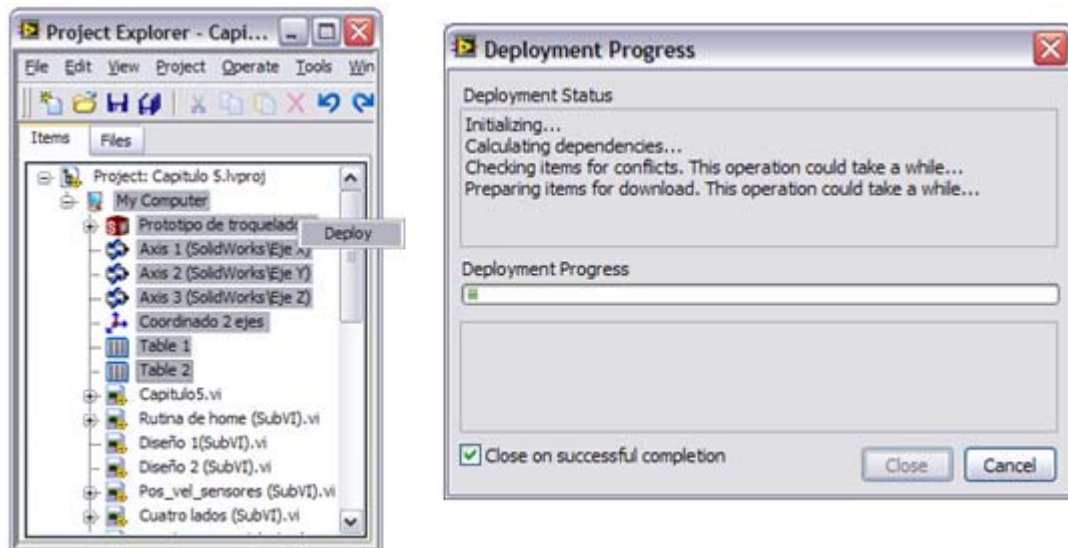 Project Explorer - Capi...
File Edit View Project Operate Tools Win
Items Files
Project: Capitulo 5.lvproj
My Computer
Prototipo de troquelado
Deploy
Axis 1 (SolidWorks\Eje X)
Axis 2 (SolidWorks\Eje Y)
Axis 3 (SolidWorks\Eje Z)
Coordinado 2 ejes
Table 1
Table 2
Capitulo5.vi
Rutina de home (SubVI).vi
Diseño 1(SubVI).vi
Diseño 2 (SubVI).vi
Pos_vel_sensores (SubVI).vi
Cuatro lados (SubVI).vi
Deployment Progress
Deployment Status
Initializing...
Calculating dependencies...
Checking items for conflicts. This operation could take a while...
Preparing items for download. This operation could take a while...
Deployment Progress
Close on successful completion
Close Cancel